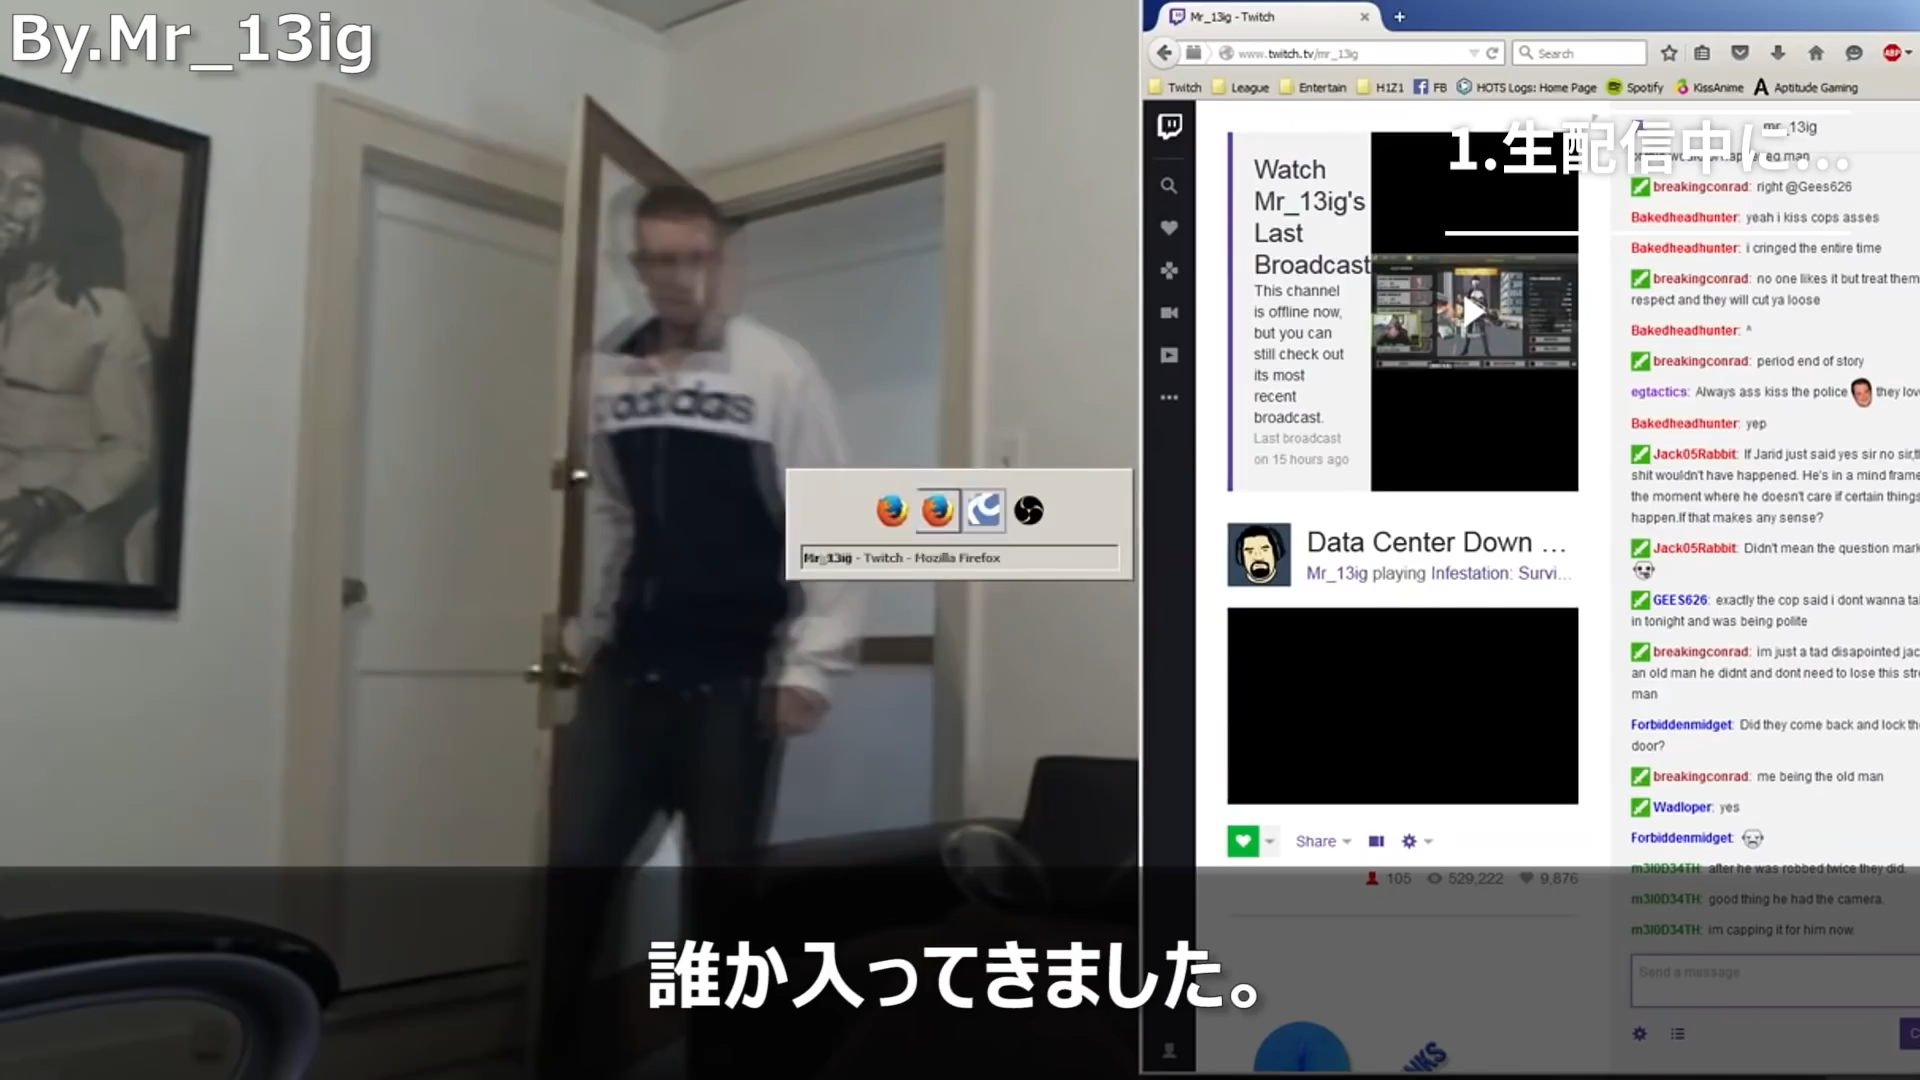 By.Mr_13ig
Mr_13ig - Twitch
www.twitch.tv/mr_13ig
Search
Twitch
League
Entertain
H1Z1
FB
HOTS Logs: Home Page
Spotify
KissAnime
Aptitude Gaming
ABP
1.生配信中に...
mr_13ig
Watch
Mr_13ig's
Last
Broadcast
This channel
is offline now,
but you can
still check out
its most
recent
broadcast.
Last broadcast
on 15 hours ago
adidas
Mr_13ig - Twitch - Mozilla Firefox
Data Center Down ...
Mr_13ig playing Infestation: Survi...
Share
105
529,222
9,876
breakingconrad: right @Gees626
Bakedheadhunter: yeah i kiss cops asses
Bakedheadhunter: i cringed the entire time
breakingconrad: no one likes it but treat them
respect and they will cut ya loose
Bakedheadhunter: ^
breakingconrad: period end of story
egtactics: Always ass kiss the police they lov
Bakedheadhunter: yep
Jack05Rabbit: If Jarid just said yes sir no sir,t
shit wouldn't have happened. He's in a mind frame
the moment where he doesn't care if certain things
happen.If that makes any sense?
Jack05Rabbit: Didn't mean the question mark
GEES626: exactly the cop said i dont wanna ta
in tonight and was being polite
breakingconrad: im just a tad disapointed jac
an old man he didnt and dont need to lose this stre
man
Forbiddenmidget: Did they come back and lock th
door?
breakingconrad: me being the old man
Wadloper: yes
Forbiddenmidget:
m3l0D34TH: after he was robbed twice they did.
m3l0D34TH: good thing he had the camera.
m3l0D34TH: im capping it for him now.
Send a message
誰か入ってきました。